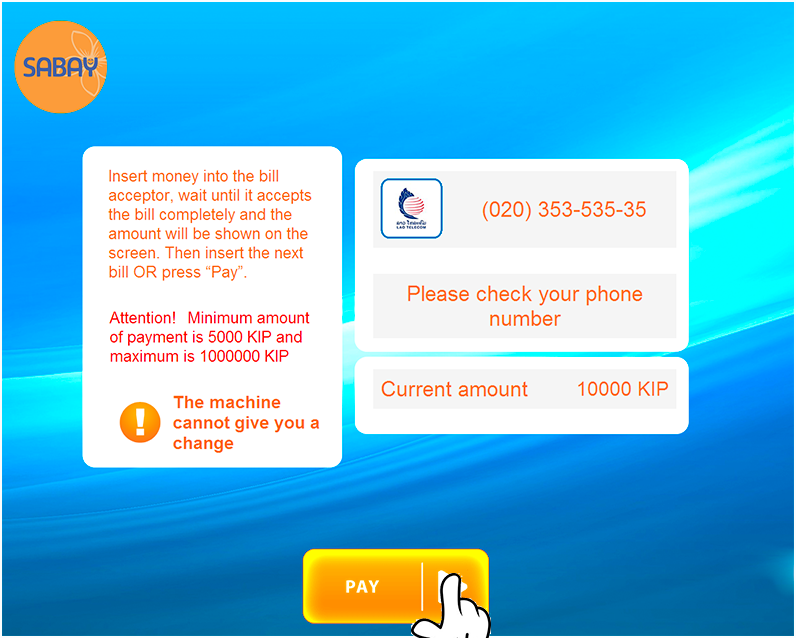 SABAY
Insert money into the bill
acceptor, wait until it accepts
the bill completely and the
amount will be shown on the
screen. Then insert the next
bill OR press “Pay”.
Attention! Minimum amount
of payment is 5000 KIP and
maximum is 1000000 KIP
The machine
cannot give you a
change
ລາວ ໂທລະຄົມ
LAO TELECOM
(020) 353-535-35
Please check your phone
number
Current amount 10000 KIP
PAY